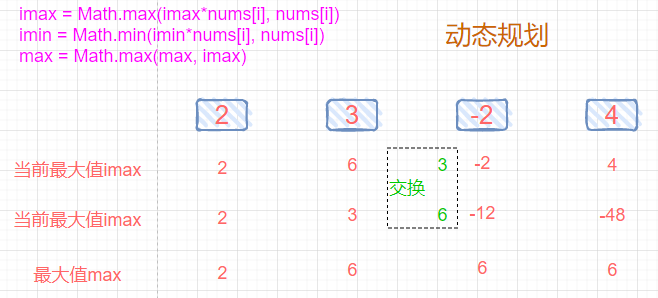 imax = Math.max(imax*nums[i], nums[i])
imin = Math.min(imin*nums[i], nums[i])
max = Math.max(max, imax)
动态规划
2 3 -2 4
当前最大值imax 2 6 3 -2 4
交换
当前最大值imax 2 3 6 -12 -48
最大值max 2 6 6 6